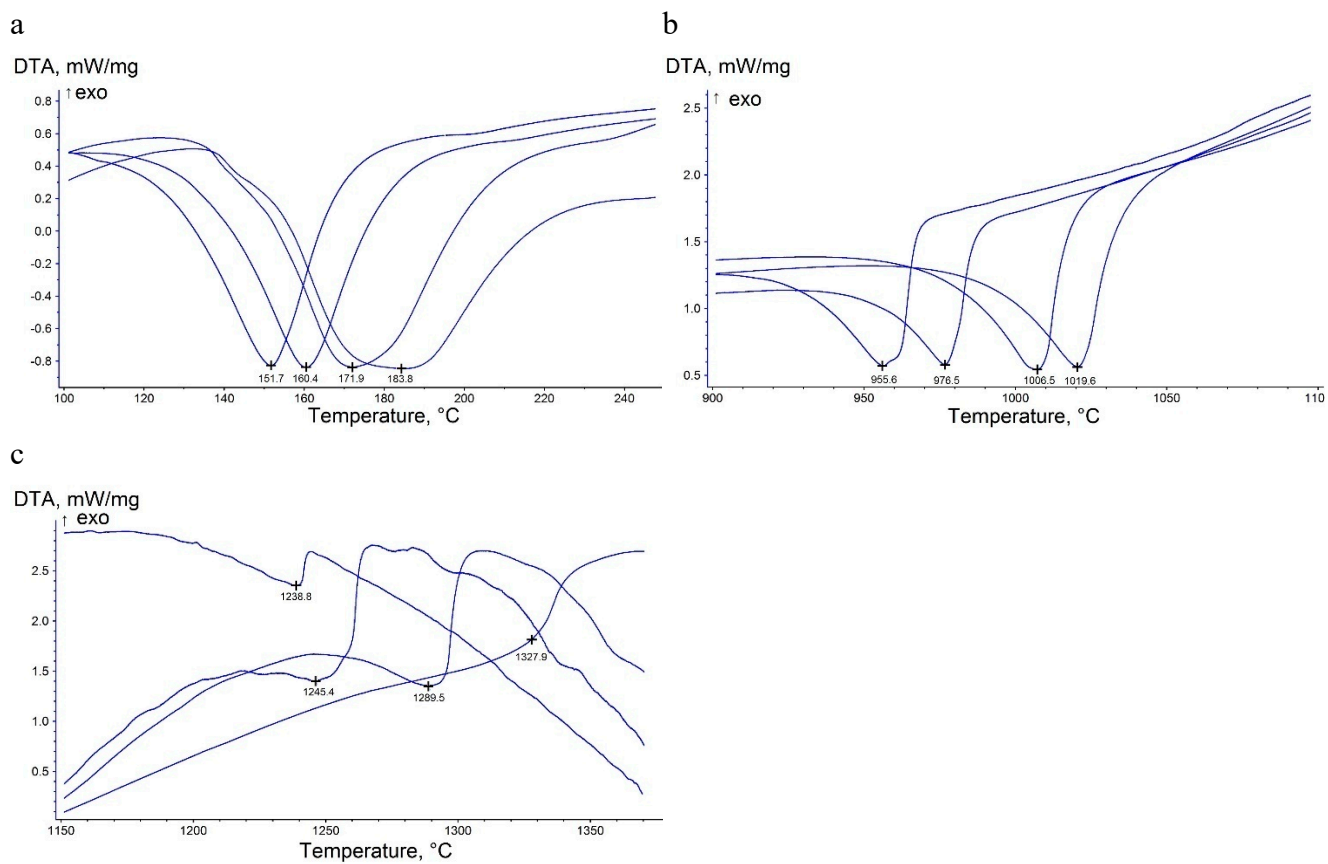 a
DTA, mW/mg
↑ exo
0.8
0.6
0.4
0.2
0.0
-0.2
-0.4
-0.6
-0.8
151.7 160.4 171.9 183.8
100 120 140 160 180 200 220 240
Temperature, °C
b
DTA, mW/mg
↑ exo
2.5
2.0
1.5
1.0
0.5
955.6 976.5 1006.5 1019.6
900 950 1000 1050 110
Temperature, °C
c
DTA, mW/mg
↑ exo
2.5
2.0
1.5
1.0
0.5
1238.8
1245.4
1289.5
1327.9
1150 1200 1250 1300 1350
Temperature, °C